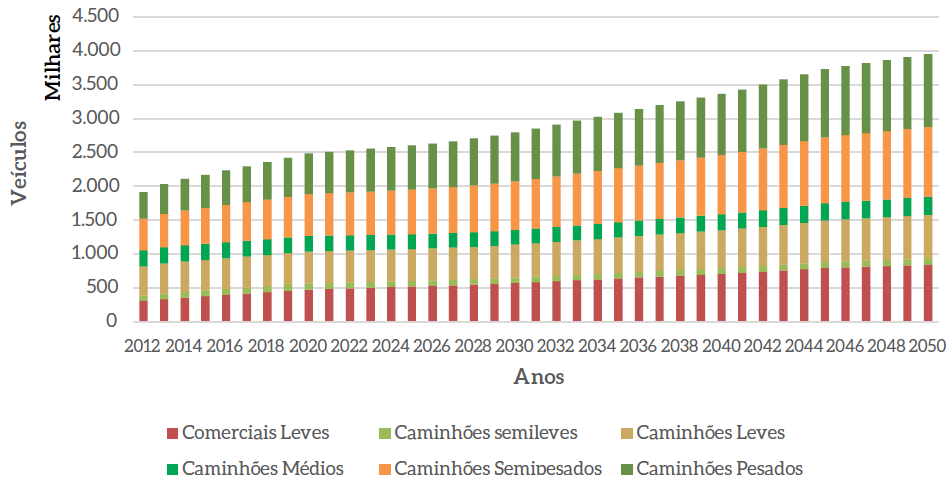 4.500
4.000
3.500
3.000
2.500
2.000
1.500
1.000
500
0
Milhares
Veículos
2012 2014 2016 2018 2020 2022 2024 2026 2028 2030 2032 2034 2036 2038 2040 2042 2044 2046 2048 2050
Anos
Comerciais Leves Caminhões semileves Caminhões Leves
Caminhões Médios Caminhões Semipesados Caminhões Pesados